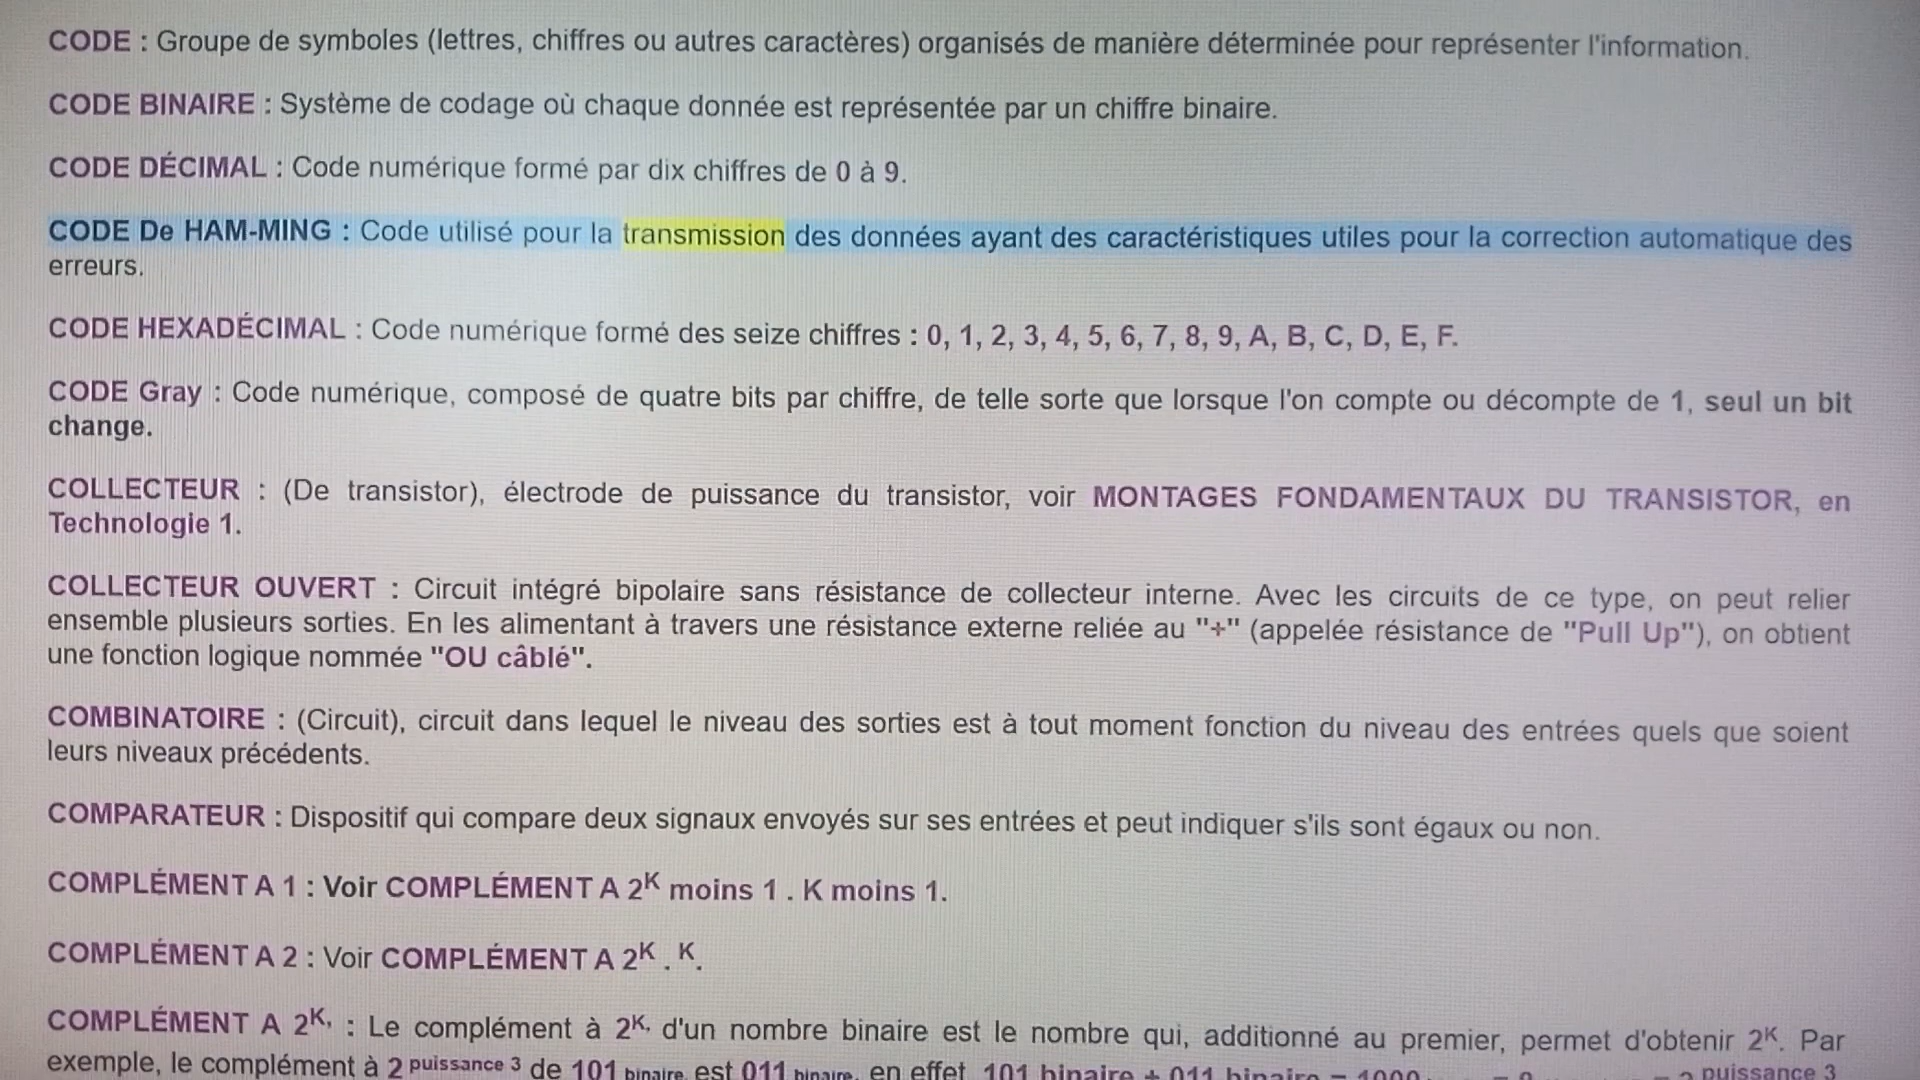 CODE : Groupe de symboles (lettres, chiffres ou autres caractères) organisés de manière déterminée pour représenter l'information.
CODE BINAIRE : Système de codage où chaque donnée est représentée par un chiffre binaire.
CODE DÉCIMAL : Code numérique formé par dix chiffres de 0 à 9.
CODE De HAM-MING : Code utilisé pour la transmission des données ayant des caractéristiques utiles pour la correction automatique des
erreurs.
CODE HEXADÉCIMAL : Code numérique formé des seize chiffres : 0, 1, 2, 3, 4, 5, 6, 7, 8, 9, A, B, C, D, E, F.
CODE Gray : Code numérique, composé de quatre bits par chiffre, de telle sorte que lorsque l'on compte ou décompte de 1, seul un bit
change.
COLLECTEUR : (De transistor), électrode de puissance du transistor, voir MONTAGES FONDAMENTAUX DU TRANSISTOR, en
Technologie 1.
COLLECTEUR OUVERT : Circuit intégré bipolaire sans résistance de collecteur interne. Avec les circuits de ce type, on peut relier
ensemble plusieurs sorties. En les alimentant à travers une résistance externe reliée au "+" (appelée résistance de "Pull Up"), on obtient
une fonction logique nommée "OU câblé".
COMBINATOIRE : (Circuit), circuit dans lequel le niveau des sorties est à tout moment fonction du niveau des entrées quels que soient
leurs niveaux précédents.
COMPARATEUR : Dispositif qui compare deux signaux envoyés sur ses entrées et peut indiquer s'ils sont égaux ou non.
COMPLÉMENT A 1 : Voir COMPLÉMENT A 2K moins 1 . K moins 1.
COMPLÉMENT A 2 : Voir COMPLÉMENT A 2K . K.
COMPLÉMENT A 2K, : Le complément à 2K, d'un nombre binaire est le nombre qui, additionné au premier, permet d'obtenir 2K. Par
exemple, le complément à 2 puissance 3 de 101 binaire, est 011 binaire, en effet 101 binaire + 011 binaire = 1000 puissance 3